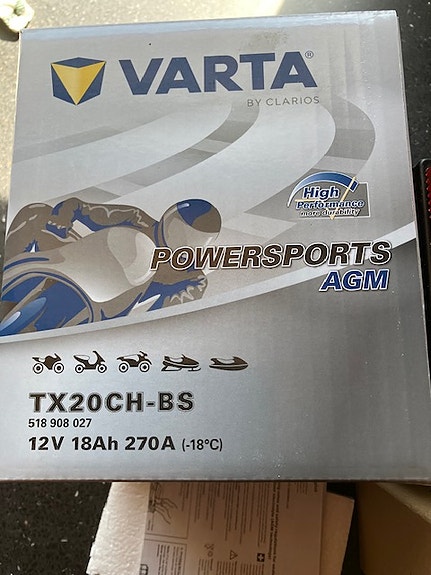 VARTA®
BY CLARIOS
High
Performance
more durability
POWERSPORTS
AGM
TX20CH-BS
518 908 027
12V 18Ah 270A (-18°C)